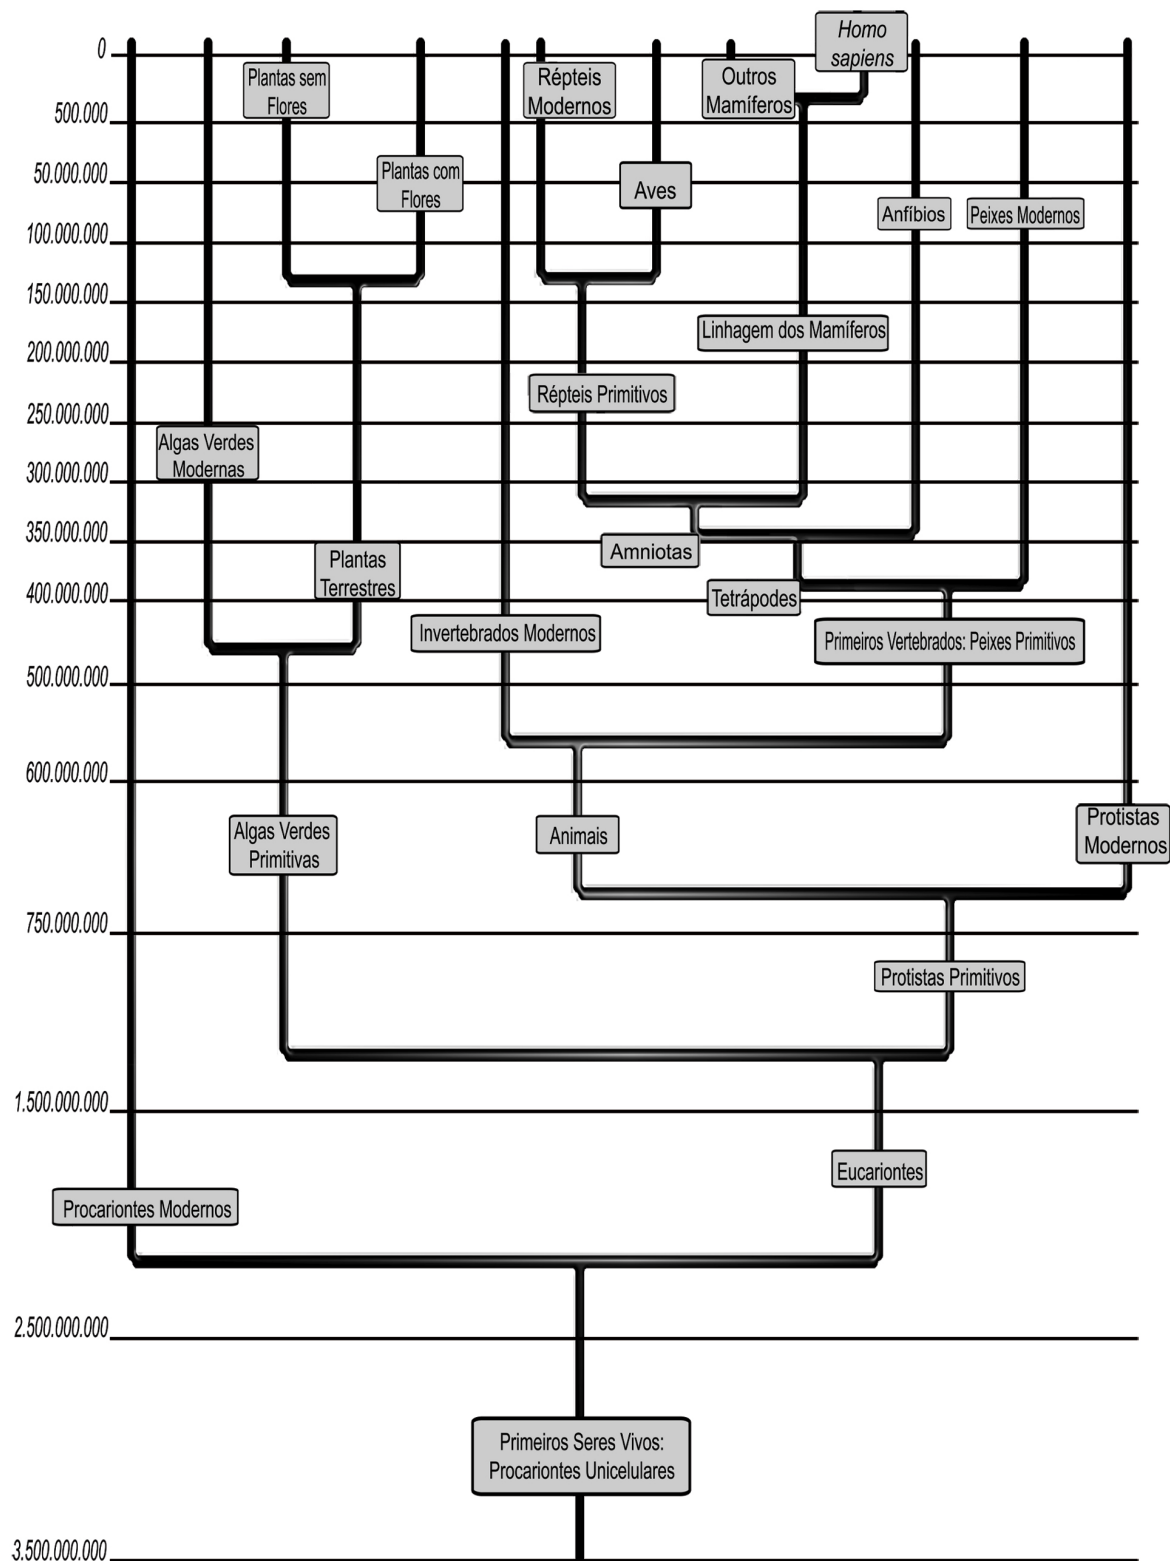 Homo
sapiens
0
Plantas sem
Flores
Répteis
Modernos
Outros
Mamíferos
500.000
Plantas com
Flores
50.000.000
Aves
Anfíbios
Peixes Modernos
100.000.000
150.000.000
Linhagem dos Mamíferos
200.000.000
Répteis Primitivos
250.000.000
Algas Verdes
Modernas
300.000.000
350.000.000
Amniotas
Plantas
Terrestres
400.000.000
Tetrápodes
Invertebrados Modernos
Primeiros Vertebrados: Peixes Primitivos
500.000.000
600.000.000
Protistas
Modernos
Algas Verdes
Primitivas
Animais
750.000.000
Protistas Primitivos
1.500.000.000
Eucariontes
Procariontes Modernos
2.500.000.000
Primeiros Seres Vivos:
Procariontes Unicelulares
3.500.000.000